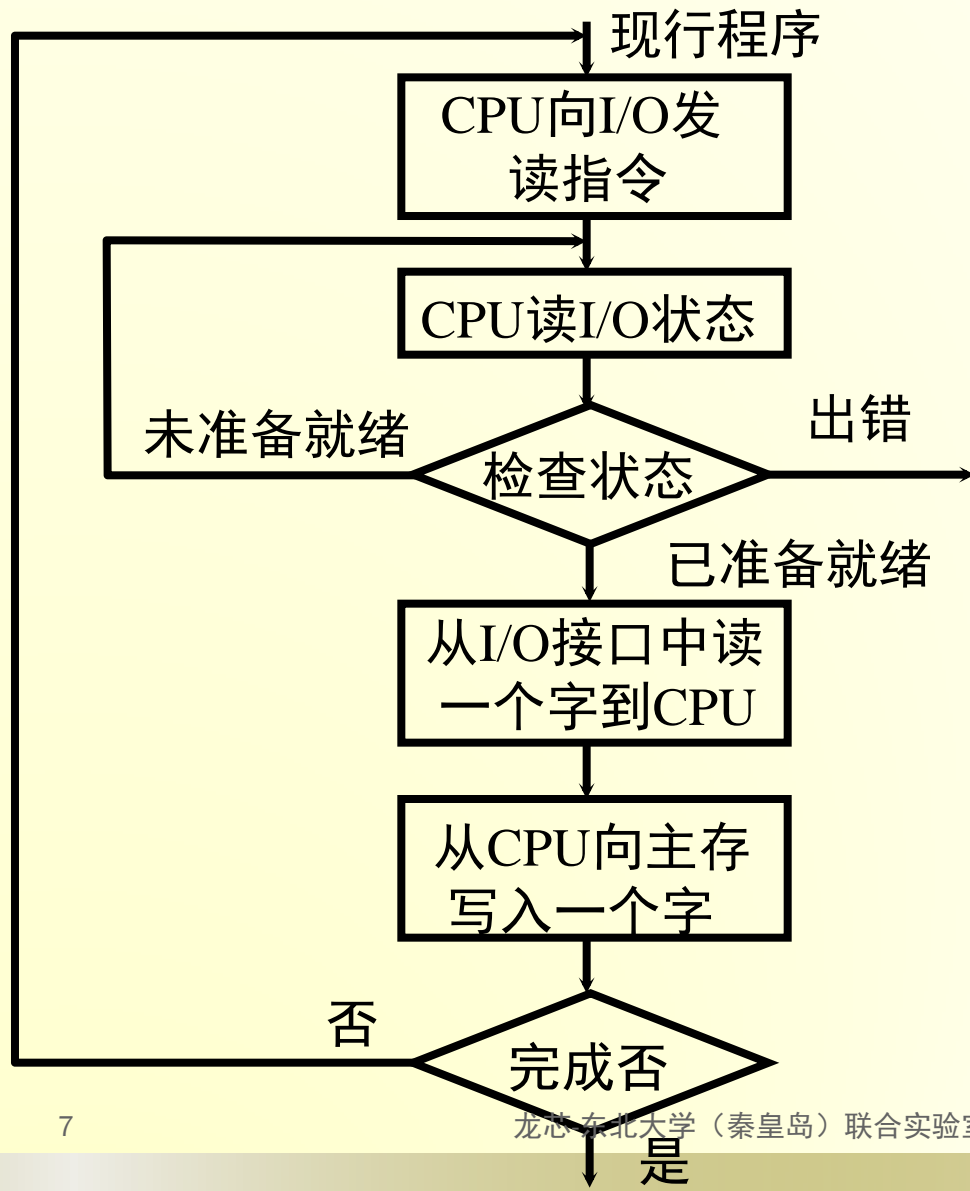 现行程序
CPU向I/O发
读指令
CPU读I/O状态
出错
未准备就绪
检查状态
已准备就绪
从I/O接口中读
一个字到CPU
从CPU向主存
写入一个字
否
完成否
7
龙芯-东北大学（秦皇岛）联合实验室
是